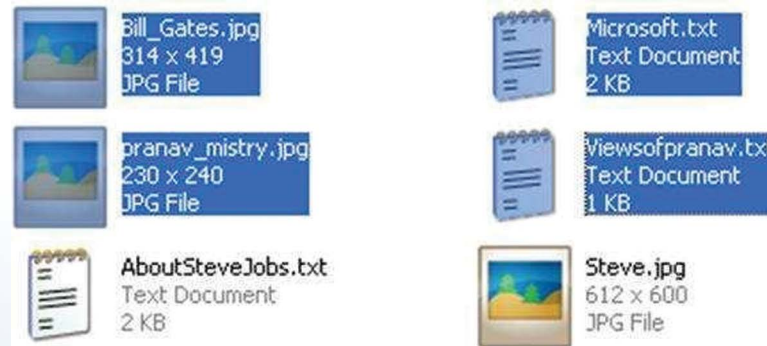 Bill_Gates.jpg
314 x 419
JPG File
Microsoft.txt
Text Document
2 KB
pranav_mistry.jpg
230 x 240
JPG File
Viewsofpranav.tx
Text Document
1 KB
AboutSteveJobs.txt
Text Document
2 KB
Steve.jpg
612 x 600
JPG File